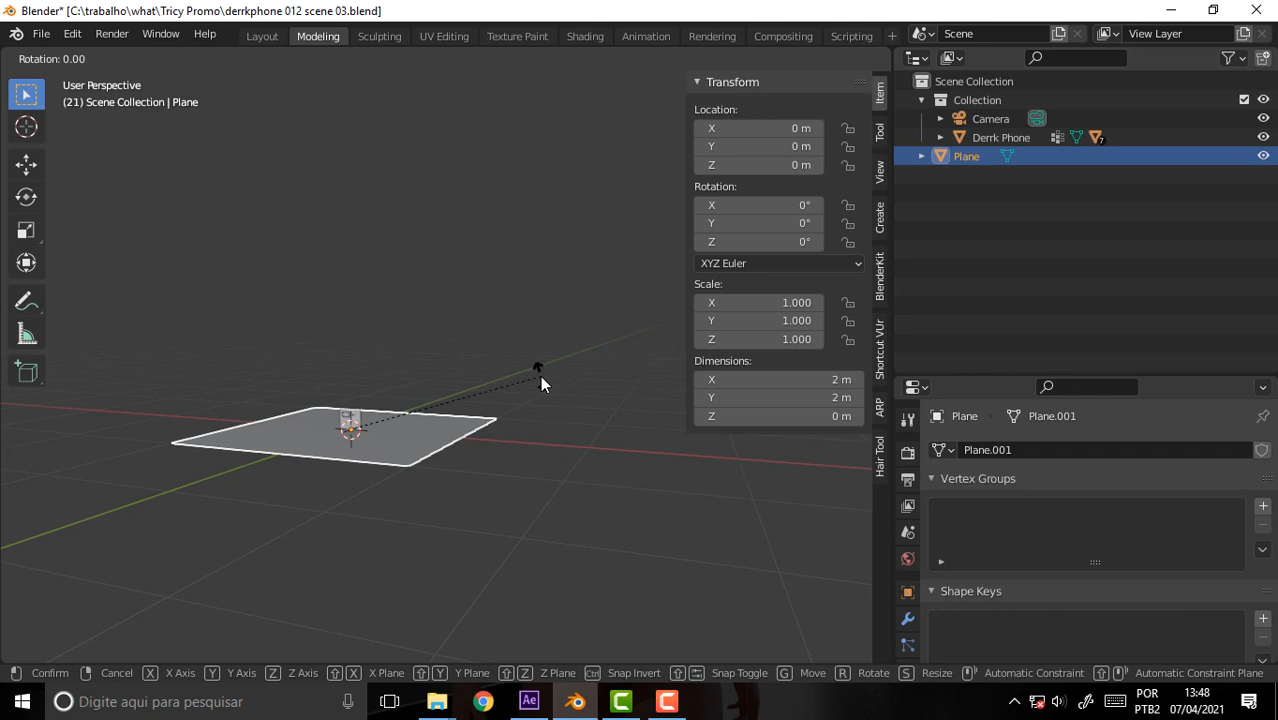 Blender* [C:\trabalho\what\Tricy Promo\derrkphone 012 scene 03.blend]
File Edit Render Window Help Layout Modeling Sculpting UV Editing Texture Paint Shading Animation Rendering Compositing Scripting Scene View Layer
Rotation: 0.00
User Perspective
(21) Scene Collection | Plane
Transform
Location:
X 0 m
Y 0 m
Z 0 m
Rotation:
X 0°
Y 0°
Z 0°
XYZ Euler
Scale:
X 1.000
Y 1.000
Z 1.000
Dimensions:
X 2 m
Y 2 m
Z 0 m
Item
Tool
View
Create
BlenderKit
Shortcut VUr
ARP
Hair Tool
Scene Collection
Collection
Camera
Derrk Phone 7
Plane
Plane Plane.001
Plane.001
Vertex Groups
Shape Keys
Confirm Cancel X X Axis Y Y Axis Z Z Axis X X Plane Y Y Plane Z Z Plane Ctrl Snap Invert Snap Toggle G Move R Rotate S Resize Automatic Constraint Automatic Constraint Plane
Digite aqui para pesquisar
Ae
POR
PTB2
13:48
07/04/2021